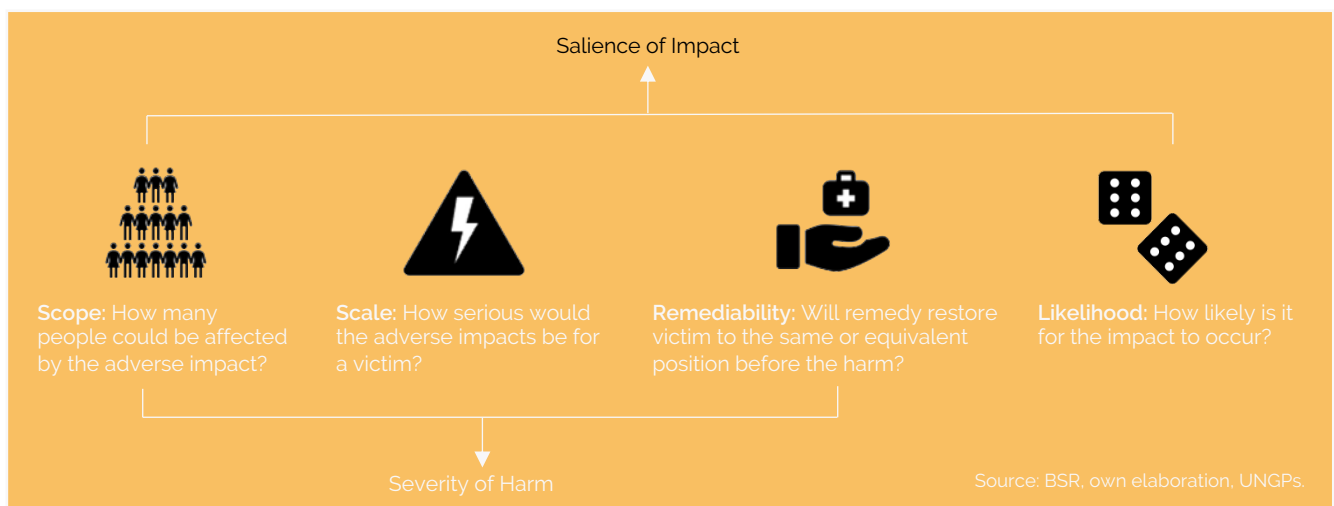 Salience of Impact
Scope: How many
people could be affected
by the adverse impact?
Scale: How serious would
the adverse impacts be for
a victim?
Remediability: Will remedy restore
victim to the same or equivalent
position before the harm?
Likelihood: How likely is it
for the impact to occur?
Severity of Harm
Source: BSR, own elaboration, UNGPs.